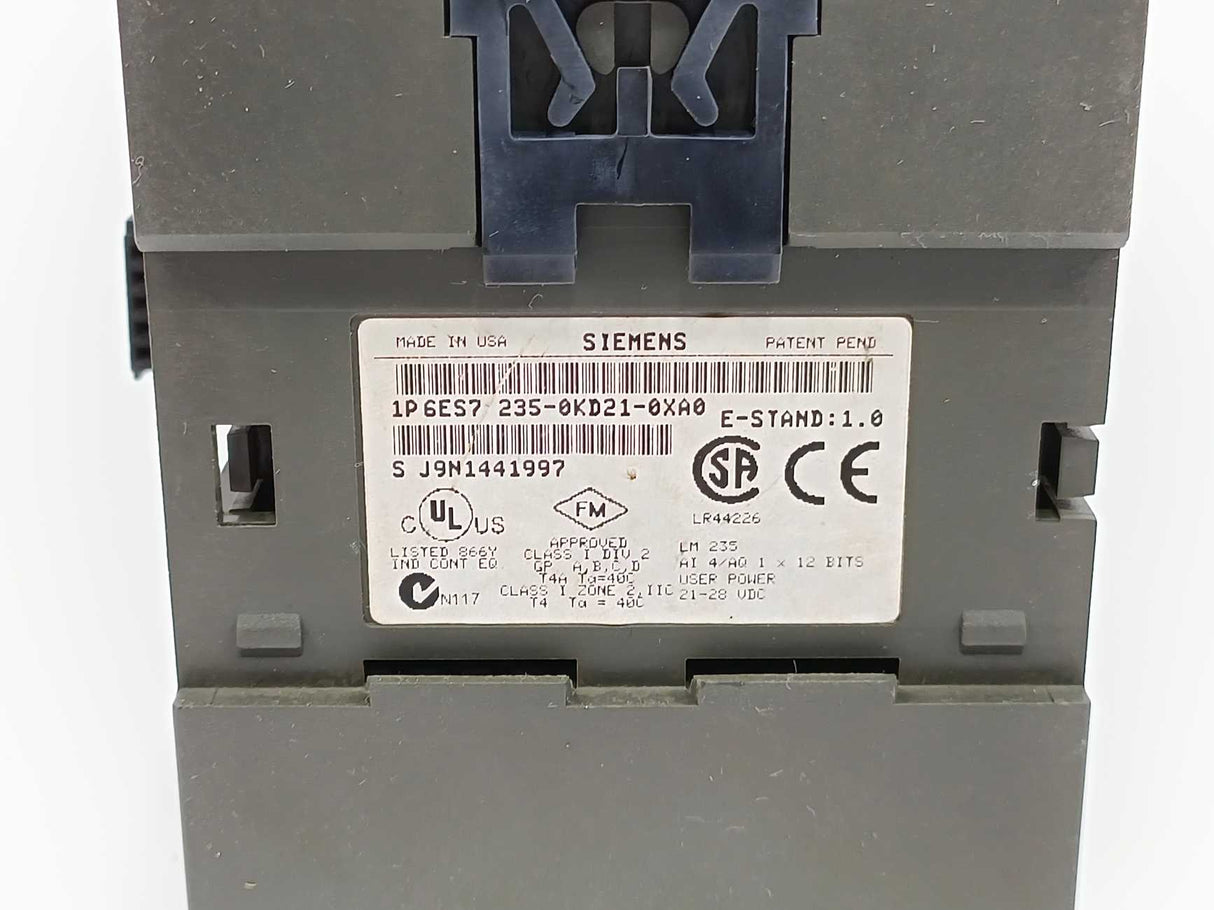 MADE IN USA SIEMENS PATENT PEND
1P 6ES7 235-0KD21-0XA0
E-STAND:1.0
S J9N1441997
SA CE
LR44226
C UL US
LISTED 866Y
IND CONT EQ
N117
FM
APPROVED
CLASS I DIV 2
GP A,B,C,D
T4A Ta=40C
CLASS I ZONE 2,IIC
T4 Ta = 40C
LM 235
AI 4/AQ 1 x 12 BITS
USER POWER
21-28 VDC